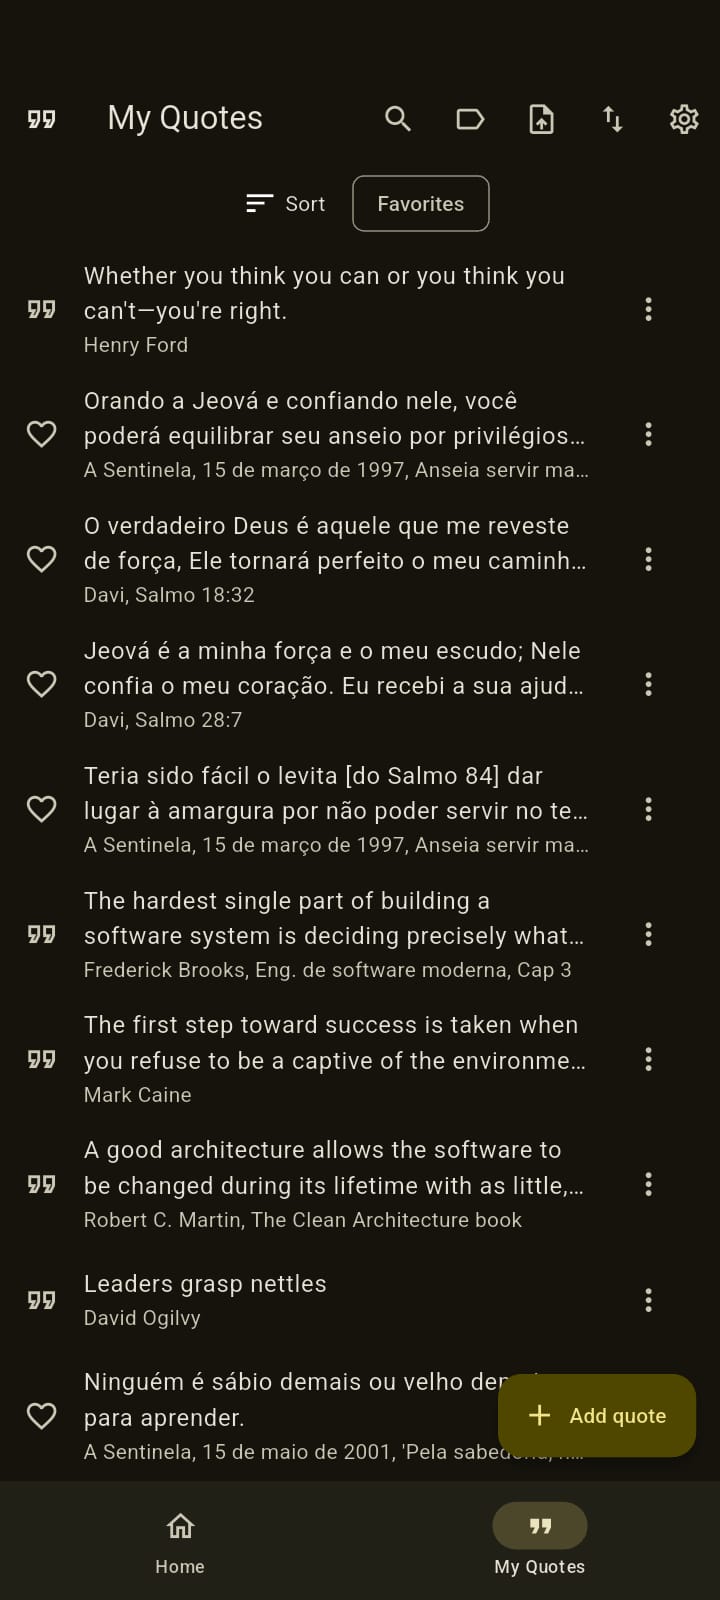 My Quotes
Sort
Favorites
Whether you think you can or you think you
can't—you're right.
Henry Ford
Orando a Jeová e confiando nele, você
poderá equilibrar seu anseio por privilégios…
A Sentinela, 15 de março de 1997, Anseia servir ma…
O verdadeiro Deus é aquele que me reveste
de força, Ele tornará perfeito o meu caminh…
Davi, Salmo 18:32
Jeová é a minha força e o meu escudo; Nele
confia o meu coração. Eu recebi a sua ajud…
Davi, Salmo 28:7
Teria sido fácil o levita [do Salmo 84] dar
lugar à amargura por não poder servir no te…
A Sentinela, 15 de março de 1997, Anseia servir ma…
The hardest single part of building a
software system is deciding precisely what…
Frederick Brooks, Eng. de software moderna, Cap 3
The first step toward success is taken when
you refuse to be a captive of the environme…
Mark Caine
A good architecture allows the software to
be changed during its lifetime with as little,…
Robert C. Martin, The Clean Architecture book
Leaders grasp nettles
David Ogilvy
Ninguém é sábio demais ou velho
para aprender.
A Sentinela, 15 de maio de 2001, 'Pela
Add quote
Home
My Quotes